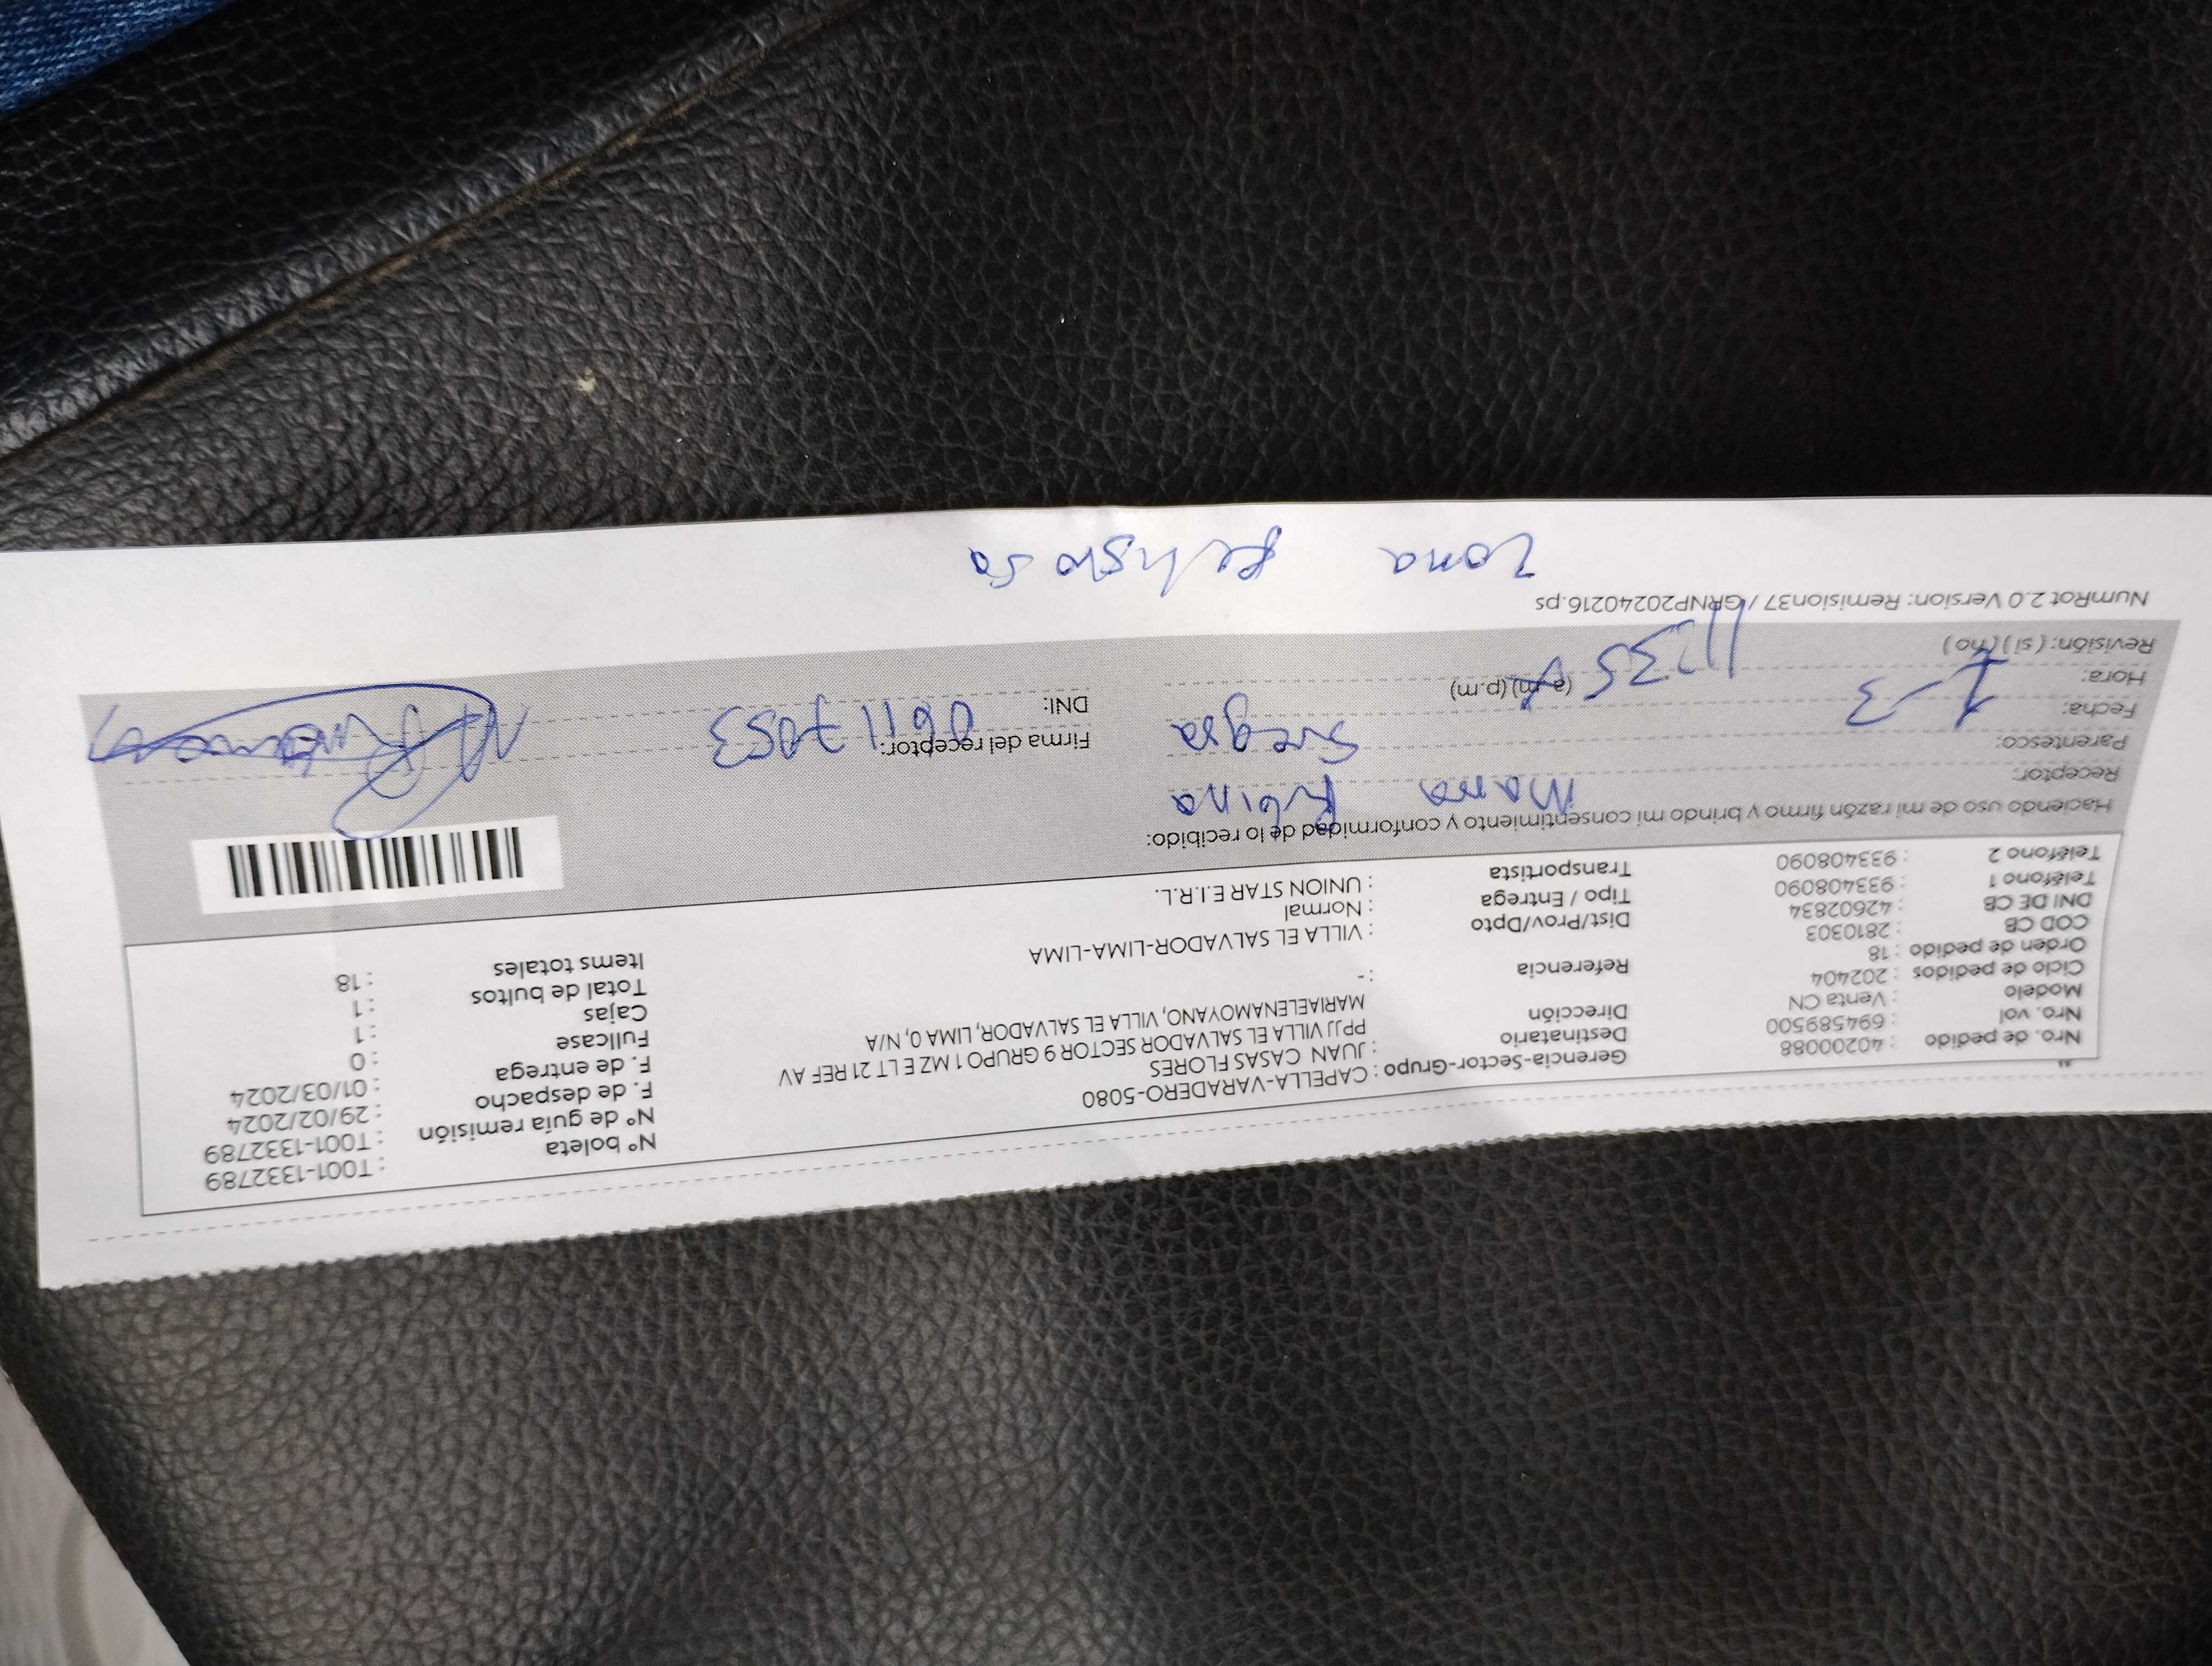 Nro. de pedido : 40200088
Nro. vol : 694589500
Modelo : Venta CN
Ciclo de pedidos : 202404
Orden de pedido : 18
COD CB : 2810303
DNI DE CB : 42602834
Teléfono 1 : 933408090
Teléfono 2 : 933408090
Gerencia-Sector-Grupo : CAPELLA-VARADERO-5080
Destinatario : JUAN CASAS FLORES
Dirección PPJJ VILLA EL SALVADOR SECTOR 9 GRUPO 1 MZ E LT 21 REF AV
MARIAELENAMOYANO, VILLA EL SALVADOR, LIMA 0, N/A
Referencia : -
Dist/Prov/Dpto : VILLA EL SALVADOR-LIMA-LIMA
Tipo / Entrega : Normal
Transportista : UNION STAR E.I.R.L.
N° boleta : T001-1332789
N° de guía remisión : T001-1332789
F. de despacho : 29/02/2024
F. de entrega : 01/03/2024
Fullcase : 0
Cajas : 1
Total de bultos : 1
Items totales : 18
Haciendo uso de mi razón firmo y brindo mi consentimiento y conformidad de lo recibido:
Receptor: Maria Rubina
Parentesco: Suegra
Fecha: 1-3
Hora: 11:35 (a.m) (p.m)
Revisión: ( si ) ( no )
Firma del receptor:
DNI: 06117053
NumRot 2.0 Version: Remision37 / GRNP20240216.ps
Zona peligrosa